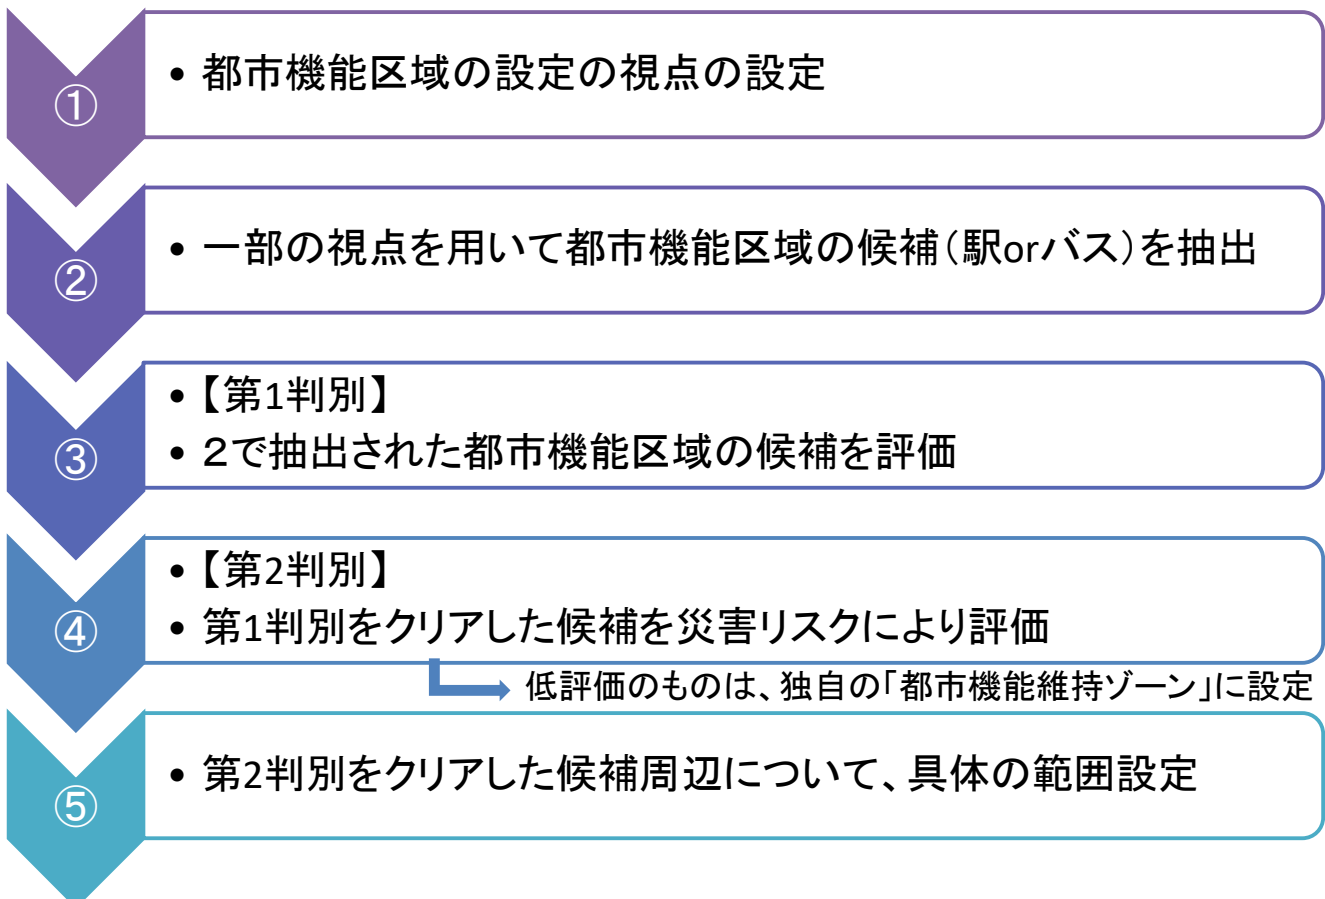 ①
• 都市機能区域の設定の視点の設定
②
• 一部の視点を用いて都市機能区域の候補(駅orバス)を抽出
③
• 【第1判別】
• ２で抽出された都市機能区域の候補を評価
④
• 【第2判別】
• 第1判別をクリアした候補を災害リスクにより評価
低評価のものは、独自の「都市機能維持ゾーン」に設定
⑤
• 第2判別をクリアした候補周辺について、具体の範囲設定